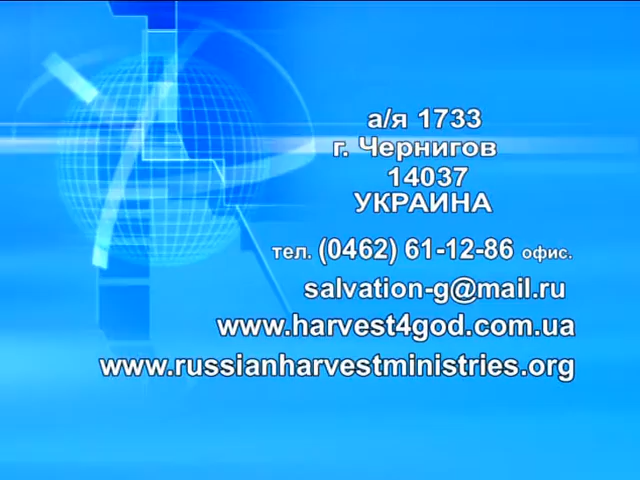 а/я 1733
г. Чернигов
14037
УКРАИНА
тел. (0462) 61-12-86 офис.
salvation-g@mail.ru
www.harvest4god.com.ua
www.russianharvestministries.org